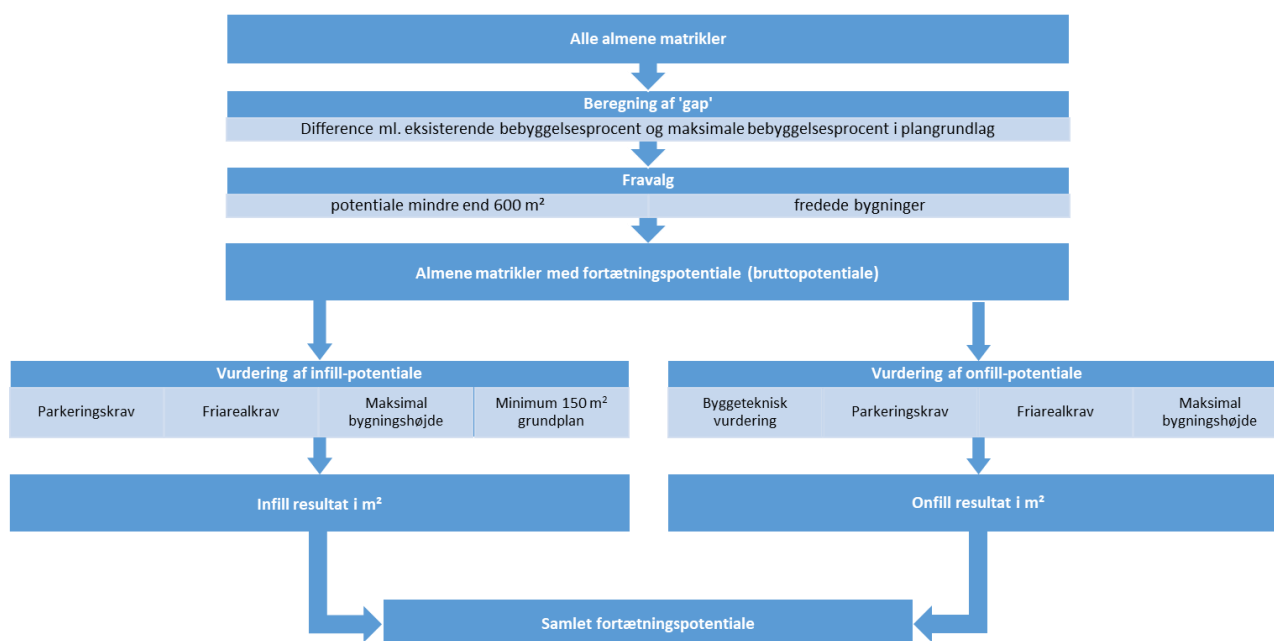 Alle almene matrikler
Beregning af 'gap'
Difference ml. eksisterende bebyggelsesprocent og maksimale bebyggelsesprocent i plangrundlag
Fravalg
potentiale mindre end 600 m²
fredede bygninger
Almene matrikler med fortætningspotentiale (bruttopotentiale)
Vurdering af infill-potentiale
Parkeringskrav
Friarealkrav
Maksimal
bygningshøjde
Minimum 150 m²
grundplan
Vurdering af onfill-potentiale
Byggeteknisk
vurdering
Parkeringskrav
Friarealkrav
Maksimal
bygningshøjde
Infill resultat i m²
Onfill resultat i m²
Samlet fortætningspotentiale